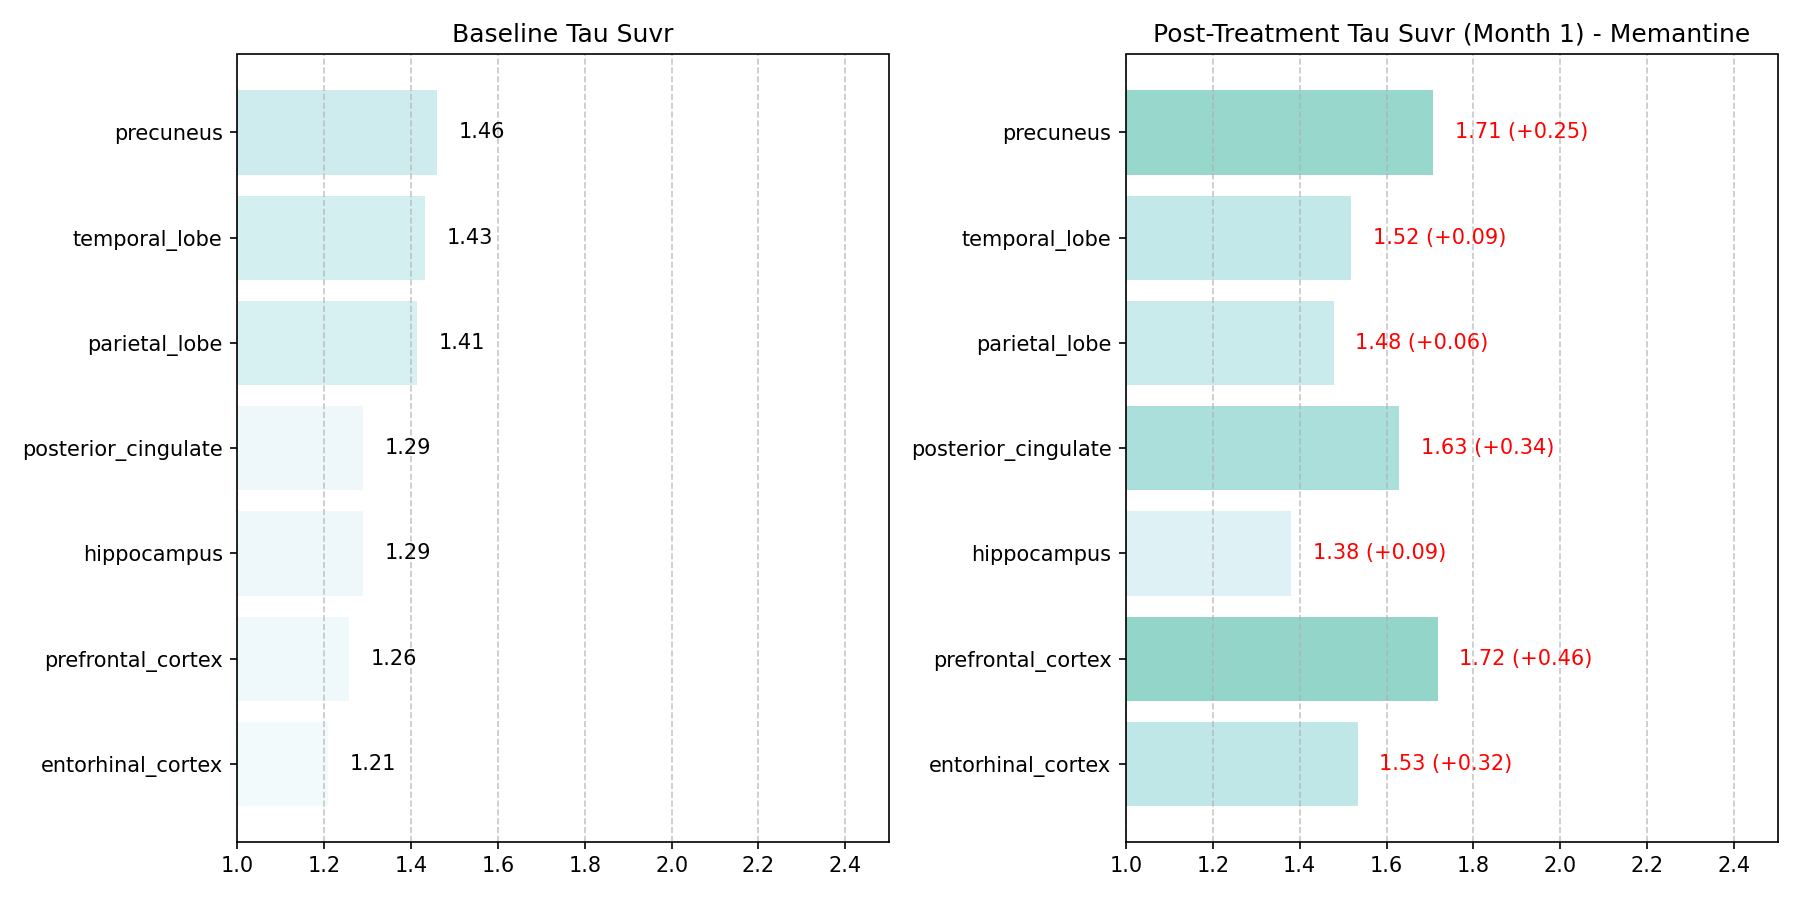 Baseline Tau Suvr
precuneus
1.46
temporal_lobe
1.43
parietal_lobe
1.41
posterior_cingulate
1.29
hippocampus
1.29
prefrontal_cortex
1.26
entorhinal_cortex
1.21
1.0 1.2 1.4 1.6 1.8 2.0 2.2 2.4
Post-Treatment Tau Suvr (Month 1) - Memantine
precuneus
1.71 (+0.25)
temporal_lobe
1.52 (+0.09)
parietal_lobe
1.48 (+0.06)
posterior_cingulate
1.63 (+0.34)
hippocampus
1.38 (+0.09)
prefrontal_cortex
1.72 (+0.46)
entorhinal_cortex
1.53 (+0.32)
1.0 1.2 1.4 1.6 1.8 2.0 2.2 2.4